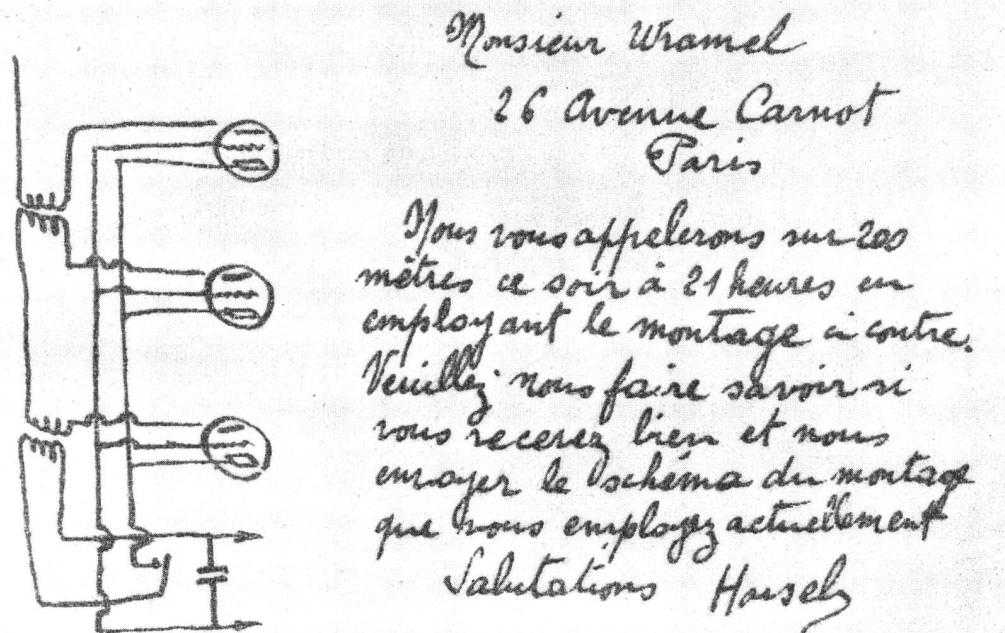 Monsieur Wramel
26 Avenue Carnot
Paris
Nous vous appelerons sur 200
mètres ce soir à 21 heures en
employant le montage ci contre.
Veuillez nous faire savoir si
vous recevez bien et nous
envoyer le schéma du montage
que vous employez actuellement
Salutations